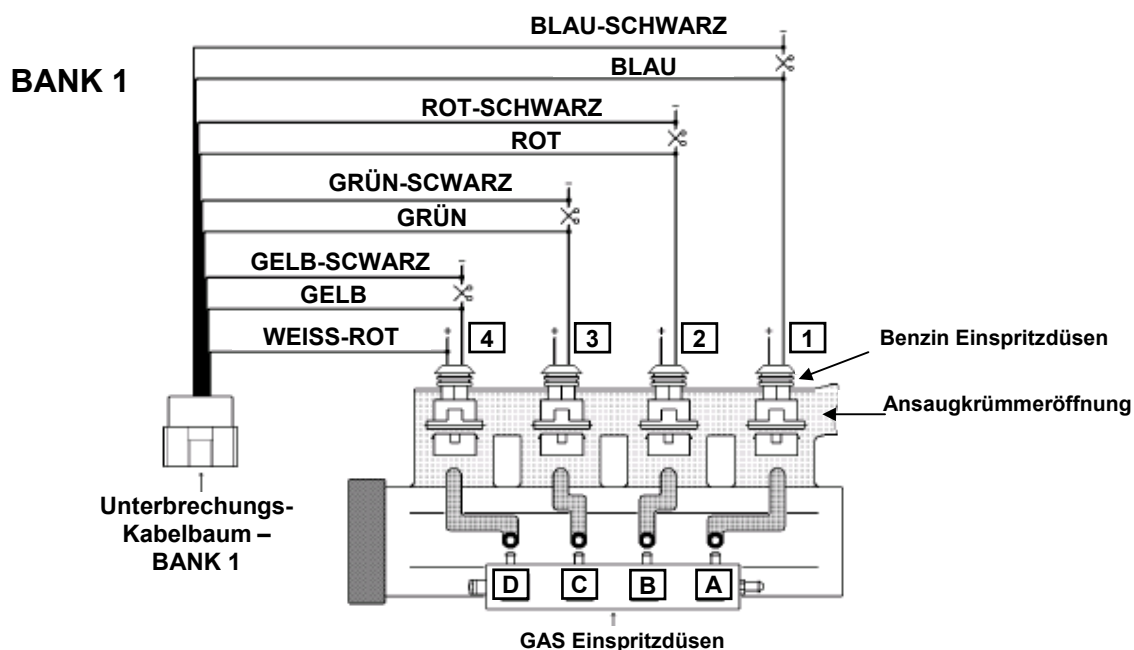 BLAU-SCHWARZ
BANK 1
BLAU
ROT-SCHWARZ
ROT
GRÜN-SCWARZ
GRÜN
GELB-SCWARZ
GELB
WEISS-ROT
4
3
2
1
Benzin Einspritzdüsen
Ansaugkrümmeröffnung
Unterbrechungs-
Kabelbaum –
BANK 1
D
C
B
A
GAS Einspritzdüsen